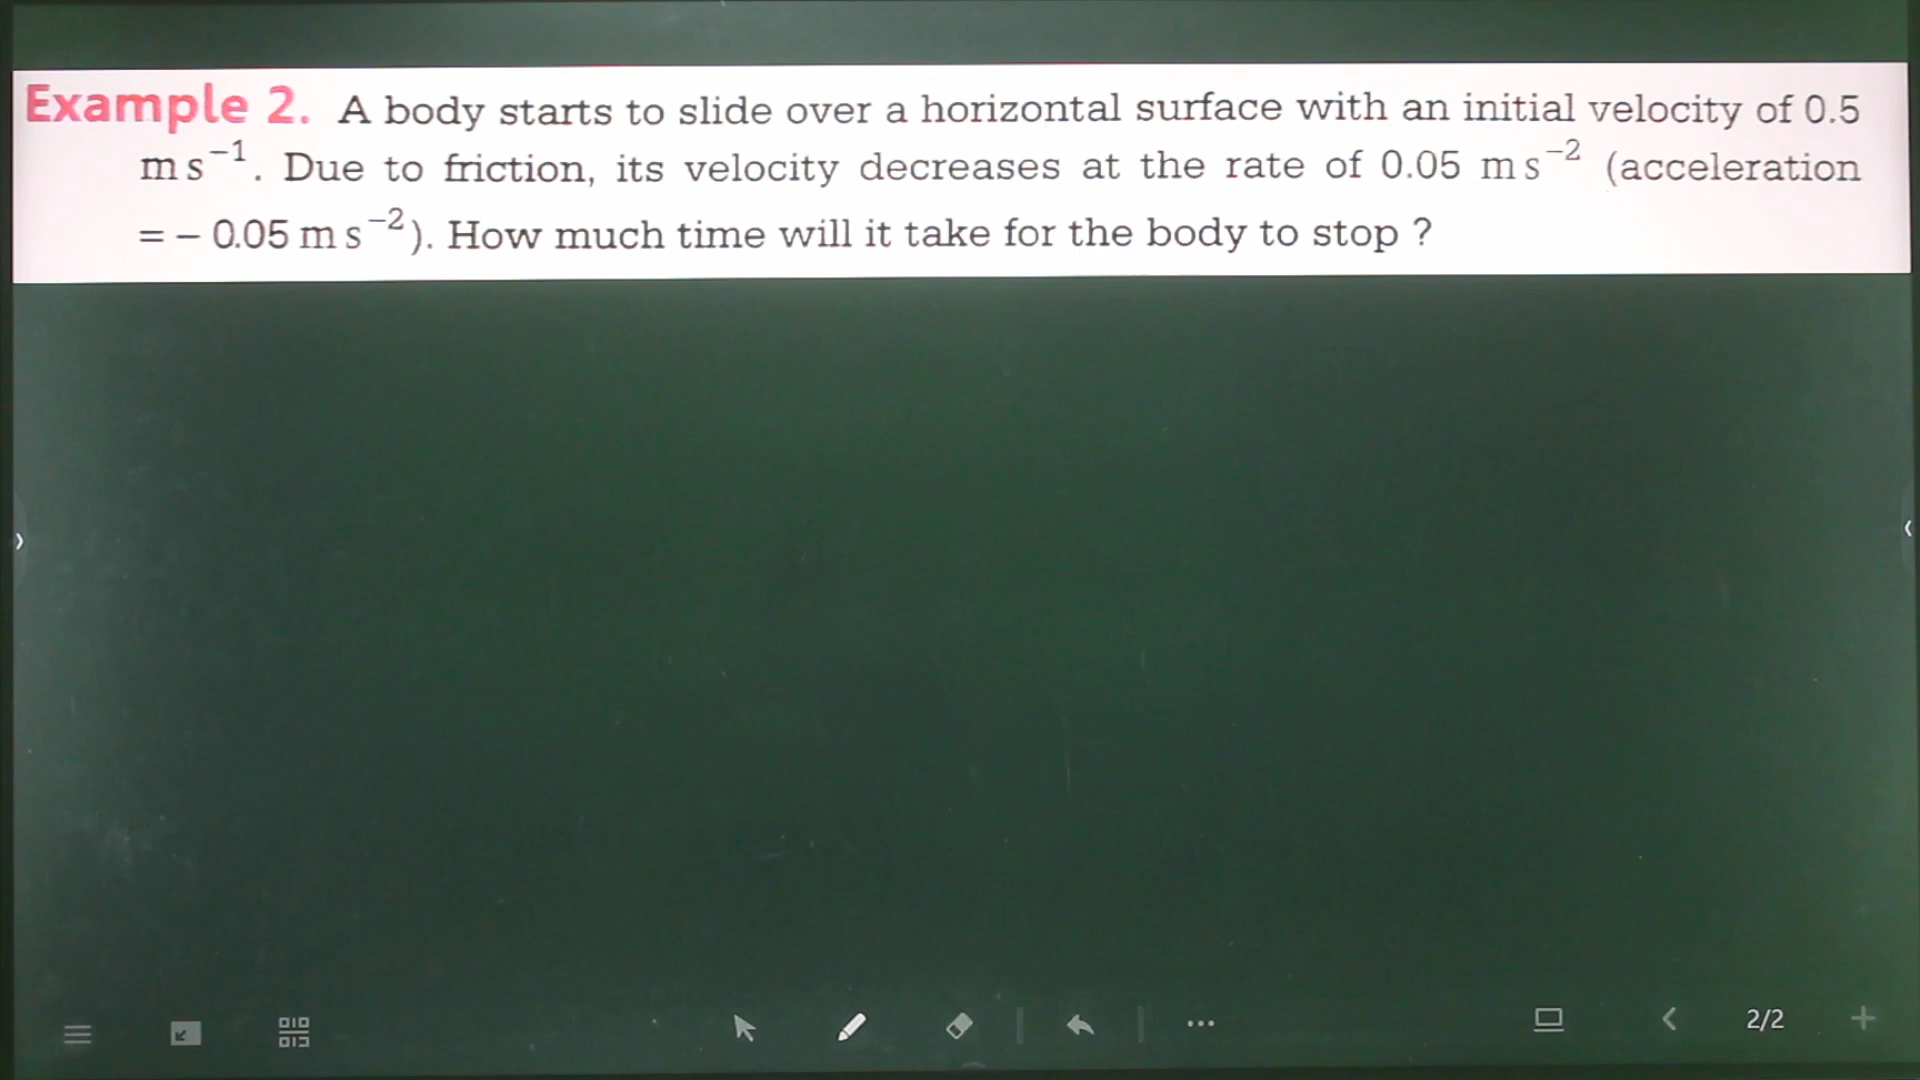 Example 2. A body starts to slide over a horizontal surface with an initial velocity of 0.5
m s⁻¹. Due to friction, its velocity decreases at the rate of 0.05 m s⁻² (acceleration
= – 0.05 m s⁻²). How much time will it take for the body to stop ?
2/2